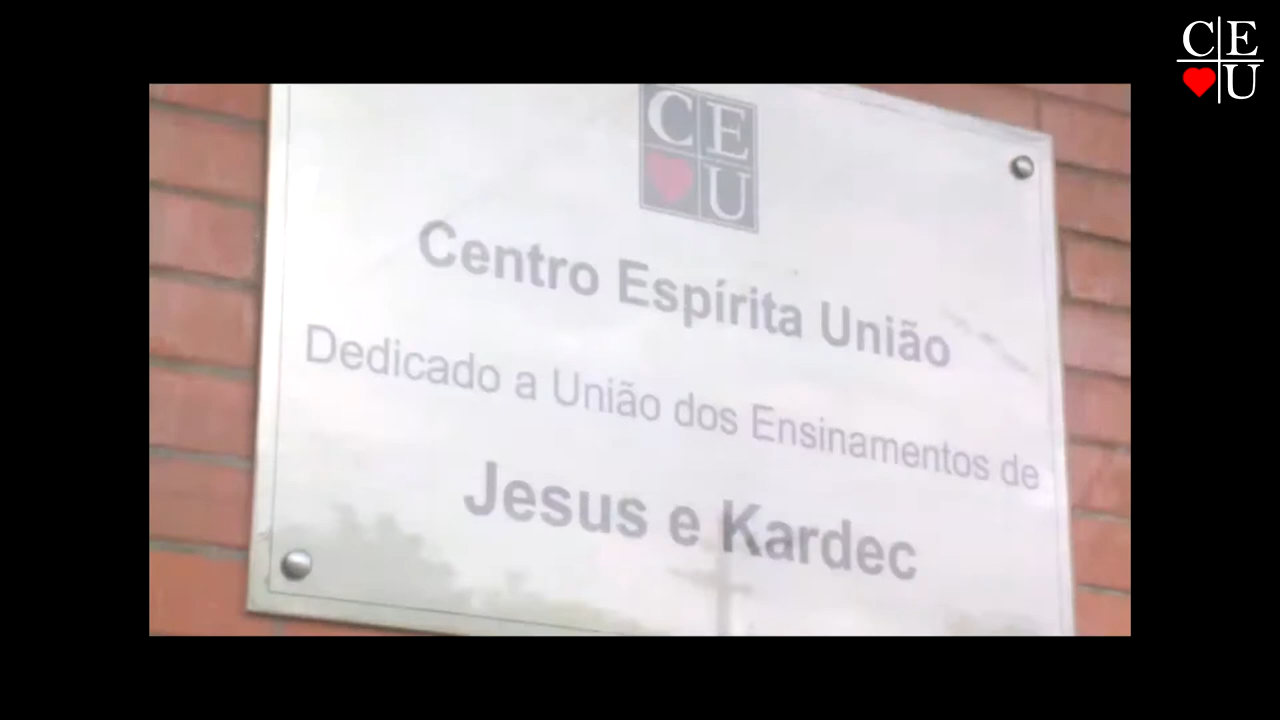 CE
U
CE
U
Centro Espírita União
Dedicado a União dos Ensinamentos de
Jesus e Kardec